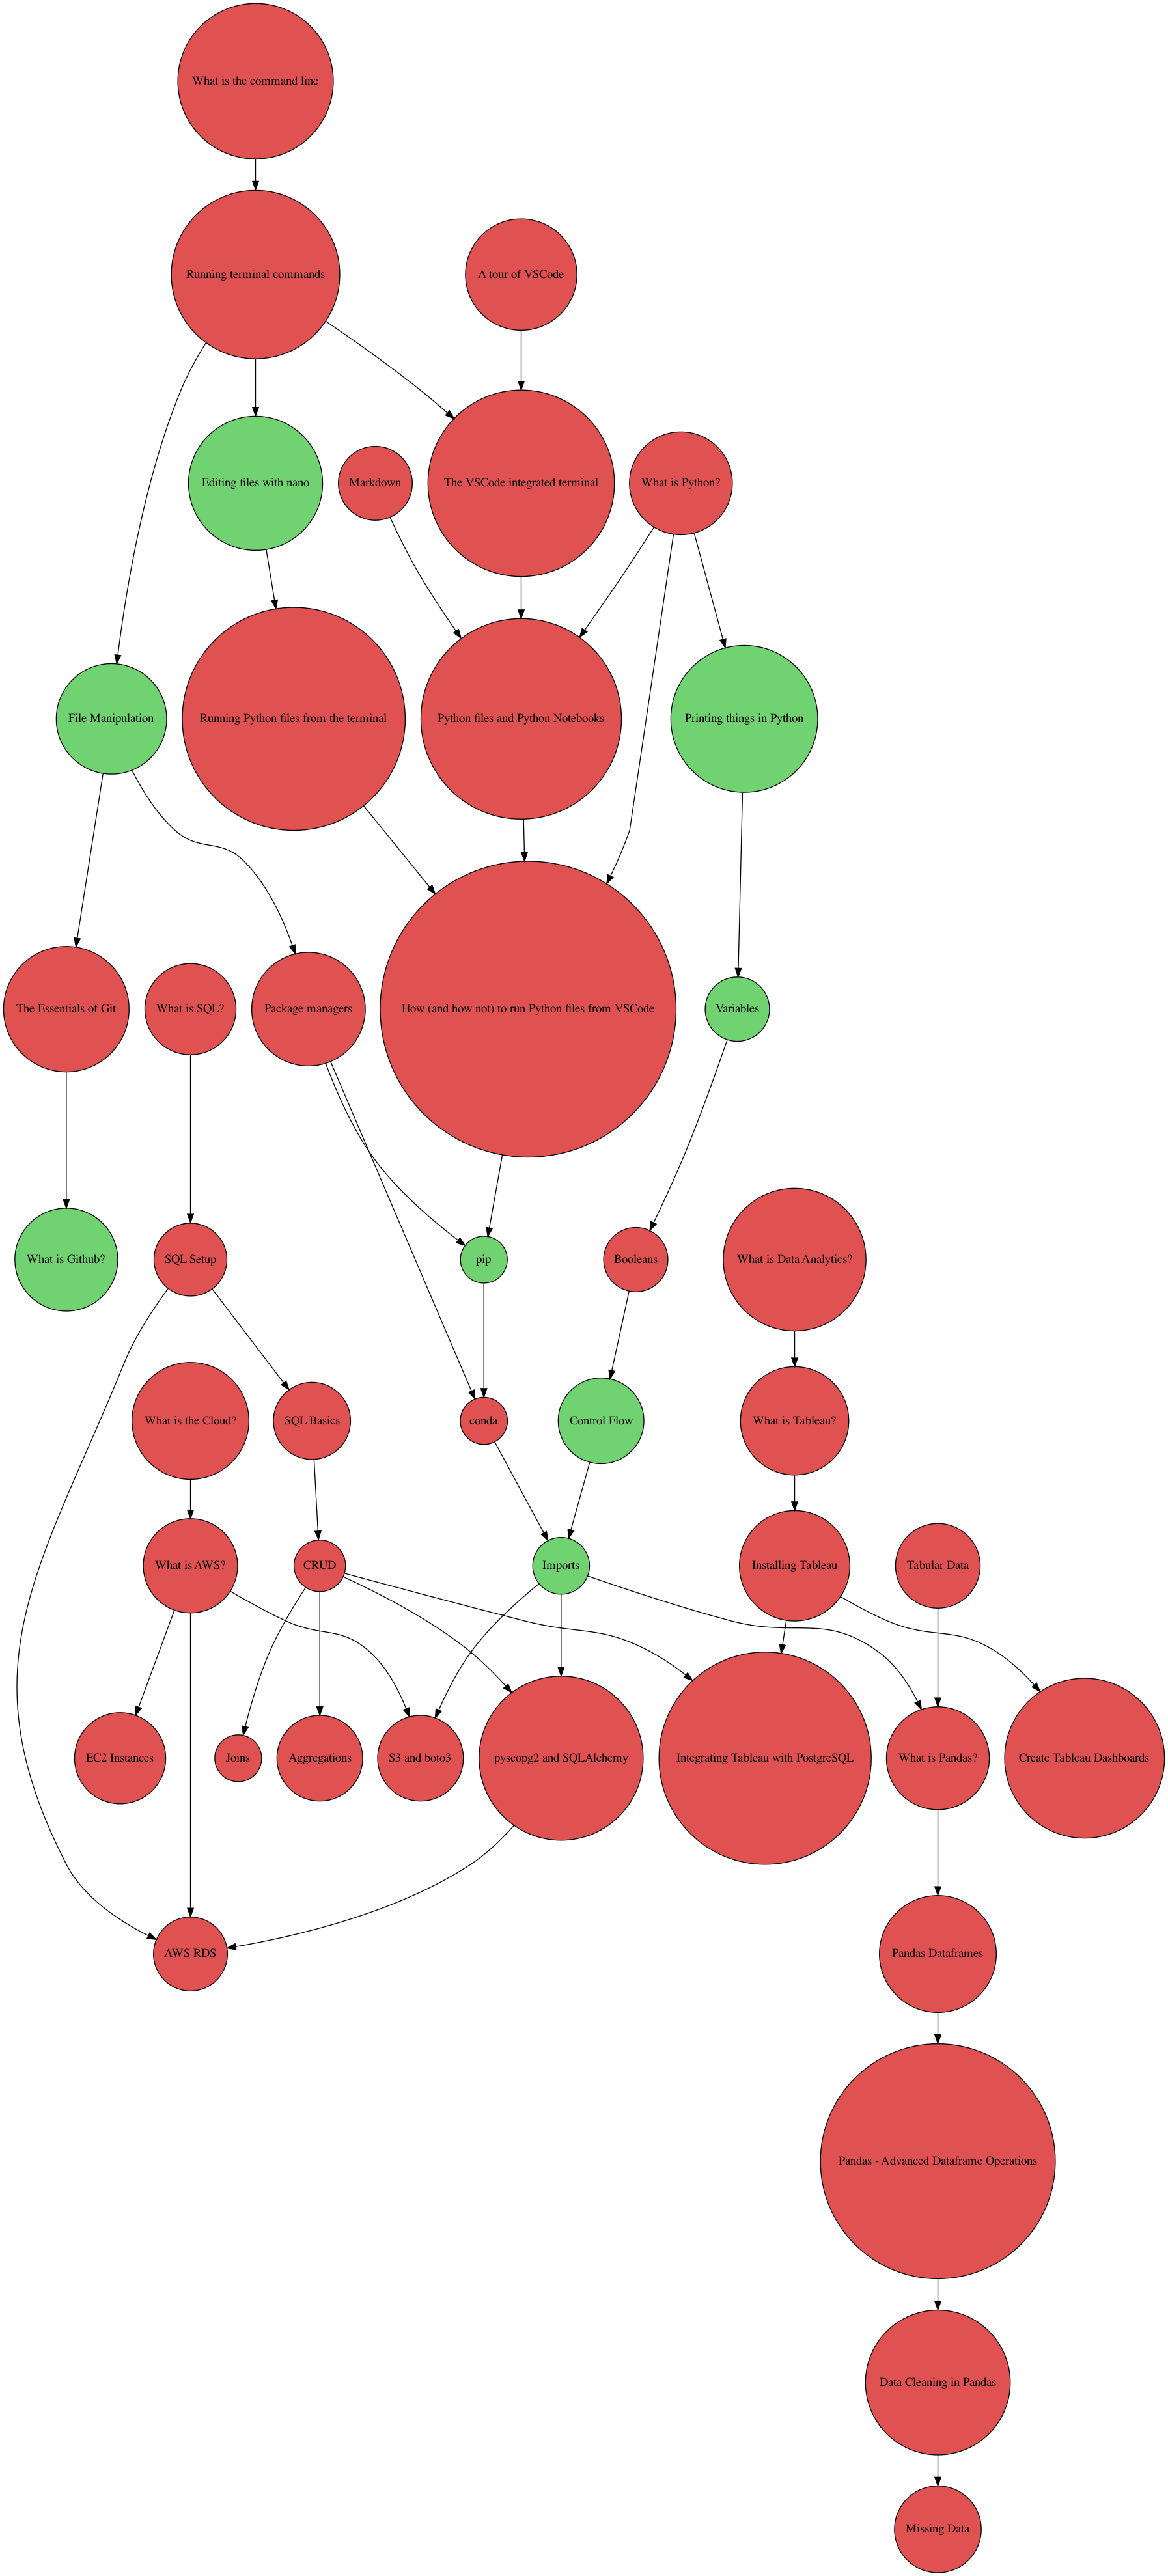 What is the command line
Running terminal commands
A tour of VSCode
Editing files with nano
Markdown
The VSCode integrated terminal
What is Python?
File Manipulation
Running Python files from the terminal
Python files and Python Notebooks
Printing things in Python
The Essentials of Git
What is SQL?
Package managers
How (and how not) to run Python files from VSCode
Variables
What is Github?
SQL Setup
pip
Booleans
What is Data Analytics?
What is the Cloud?
SQL Basics
conda
Control Flow
What is Tableau?
What is AWS?
CRUD
Imports
Installing Tableau
Tabular Data
EC2 Instances
Joins
Aggregations
S3 and boto3
pyscopg2 and SQLAlchemy
Integrating Tableau with PostgreSQL
What is Pandas?
Create Tableau Dashboards
AWS RDS
Pandas Dataframes
Pandas - Advanced Dataframe Operations
Data Cleaning in Pandas
Missing Data